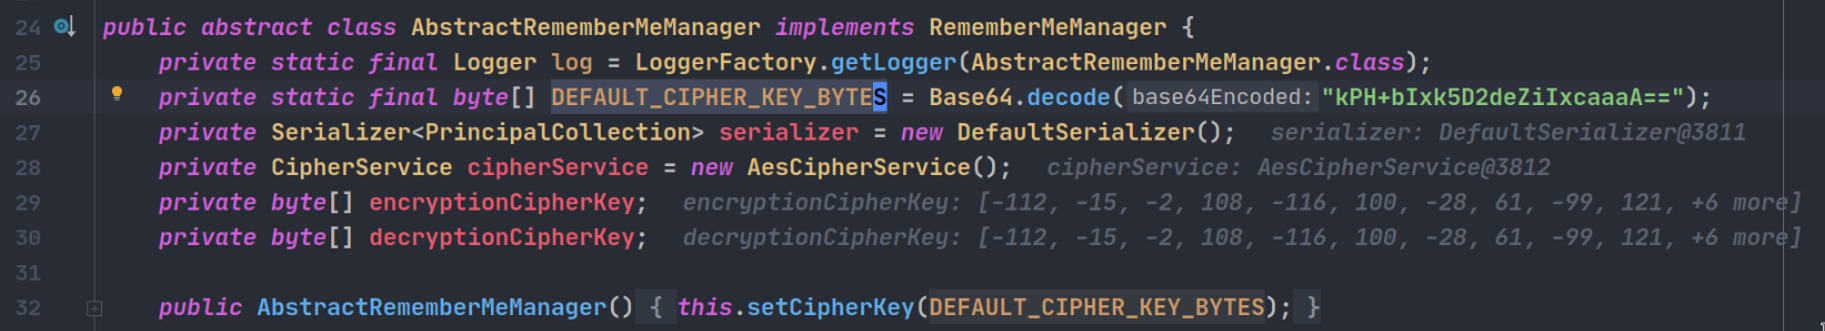 24 public abstract class AbstractRememberMeManager implements RememberMeManager {
25 private static final Logger log = LoggerFactory.getLogger(AbstractRememberMeManager.class);
26 private static final byte[] DEFAULT_CIPHER_KEY_BYTES = Base64.decode( base64Encoded: "kPH+bIxk5D2deZiIxcaaaA==");
27 private Serializer<PrincipalCollection> serializer = new DefaultSerializer(); serializer: DefaultSerializer@3811
28 private CipherService cipherService = new AesCipherService(); cipherService: AesCipherService@3812
29 private byte[] encryptionCipherKey; encryptionCipherKey: [-112, -15, -2, 108, -116, 100, -28, 61, -99, 121, +6 more]
30 private byte[] decryptionCipherKey; decryptionCipherKey: [-112, -15, -2, 108, -116, 100, -28, 61, -99, 121, +6 more]
31
32 public AbstractRememberMeManager() { this.setCipherKey(DEFAULT_CIPHER_KEY_BYTES); }